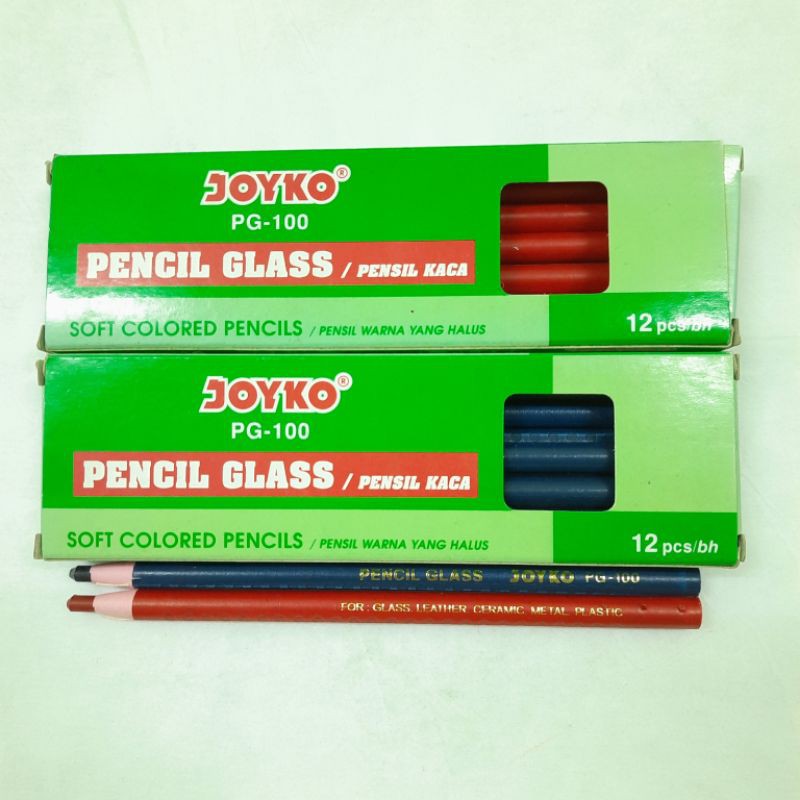 JOYKO®
PG-100
PENCIL GLASS / PENSIL KACA
SOFT COLORED PENCILS / PENSIL WARNA YANG HALUS
12 pcs/bh
JOYKO®
PG-100
PENCIL GLASS / PENSIL KACA
SOFT COLORED PENCILS / PENSIL WARNA YANG HALUS
12 pcs/bh
PENCIL GLASS JOYKO PG-100
FOR : GLASS LEATHER CERAMIC METAL PLASTIC